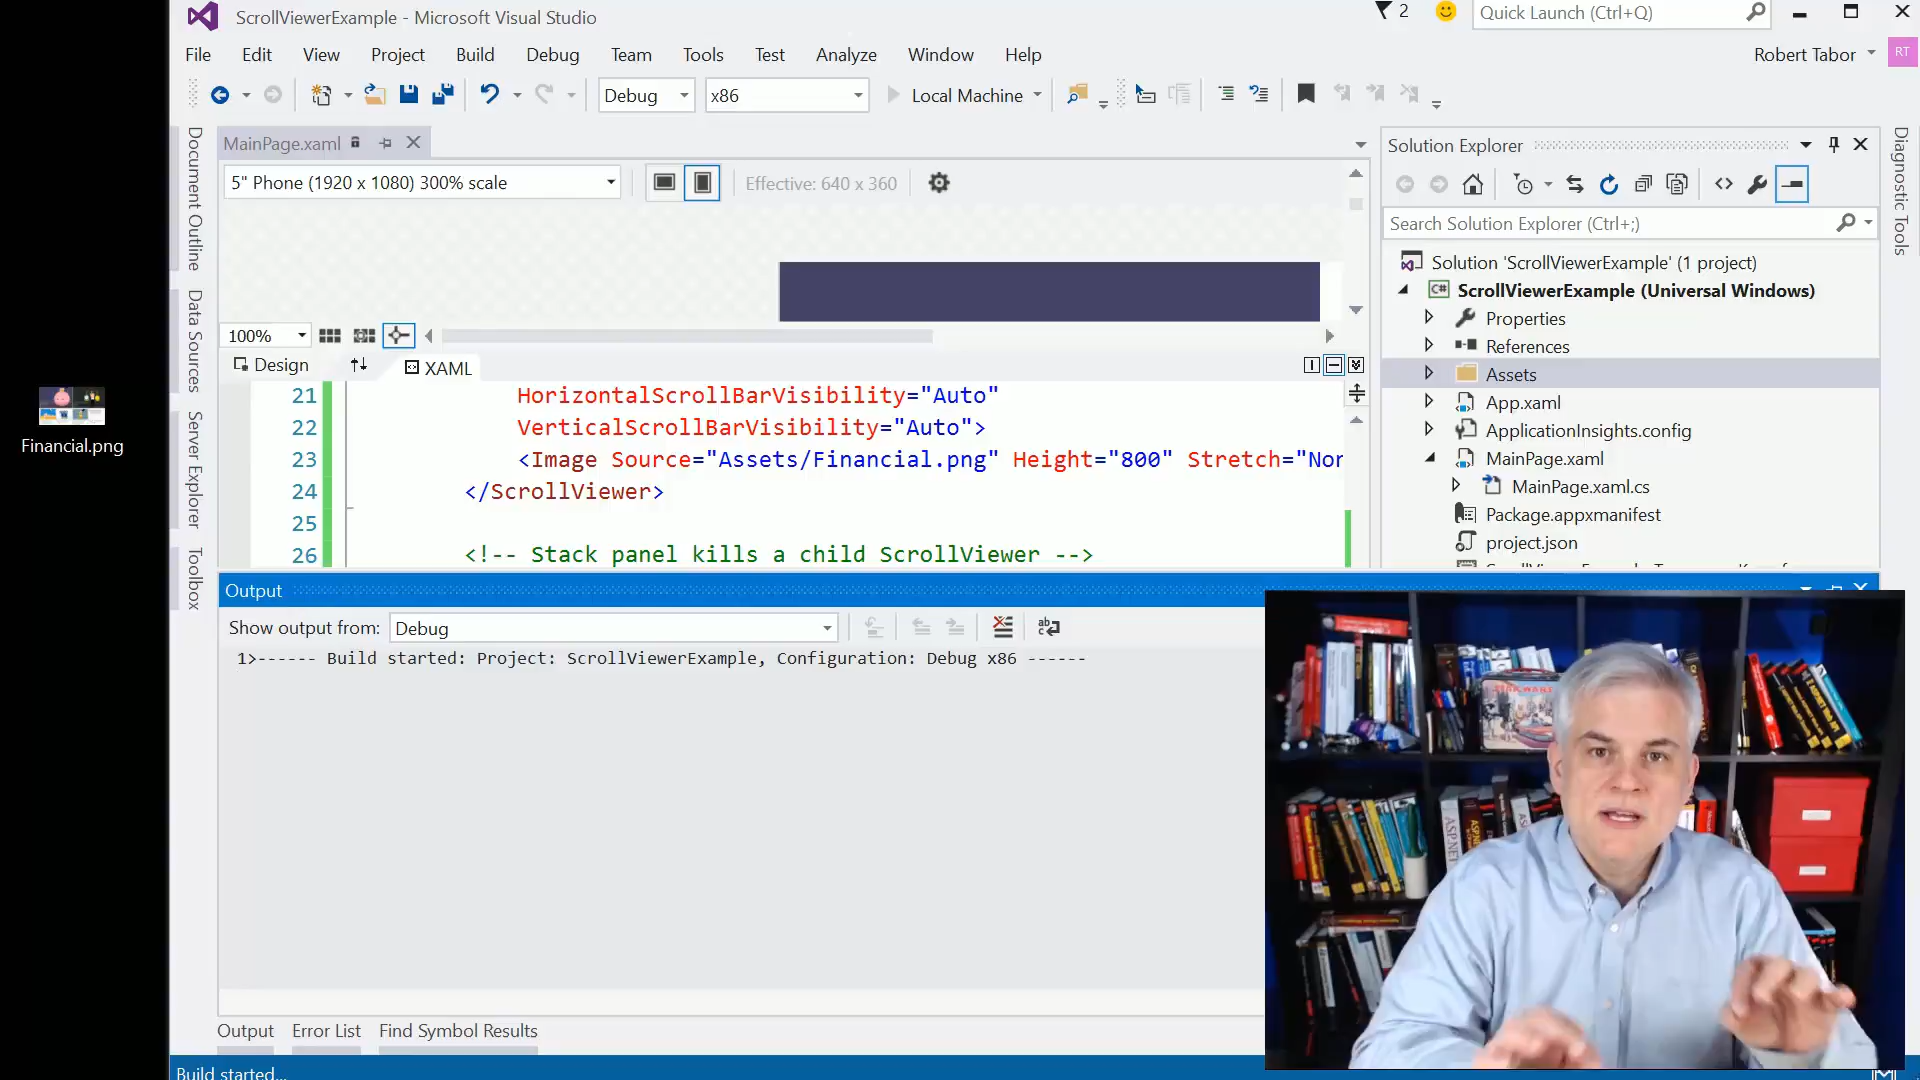 ScrollViewerExample - Microsoft Visual Studio
2
Quick Launch (Ctrl+Q)
File Edit View Project Build Debug Team Tools Test Analyze Window Help
Robert Tabor
RT
Debug
x86
Local Machine
Document Outline
Data Sources
Server Explorer
Toolbox
MainPage.xaml
5" Phone (1920 x 1080) 300% scale
Effective: 640 x 360
100%
Design
XAML
21 HorizontalScrollBarVisibility="Auto"
22 VerticalScrollBarVisibility="Auto">
23 <Image Source="Assets/Financial.png" Height="800" Stretch="Nor
24 </ScrollViewer>
25
26 <!-- Stack panel kills a child ScrollViewer -->
Solution Explorer
Search Solution Explorer (Ctrl+;)
Solution 'ScrollViewerExample' (1 project)
ScrollViewerExample (Universal Windows)
Properties
References
Assets
App.xaml
ApplicationInsights.config
MainPage.xaml
MainPage.xaml.cs
Package.appxmanifest
project.json
Diagnostic Tools
Financial.png
Output
Show output from: Debug
1>------ Build started: Project: ScrollViewerExample, Configuration: Debug x86 ------
Output Error List Find Symbol Results
Build started...